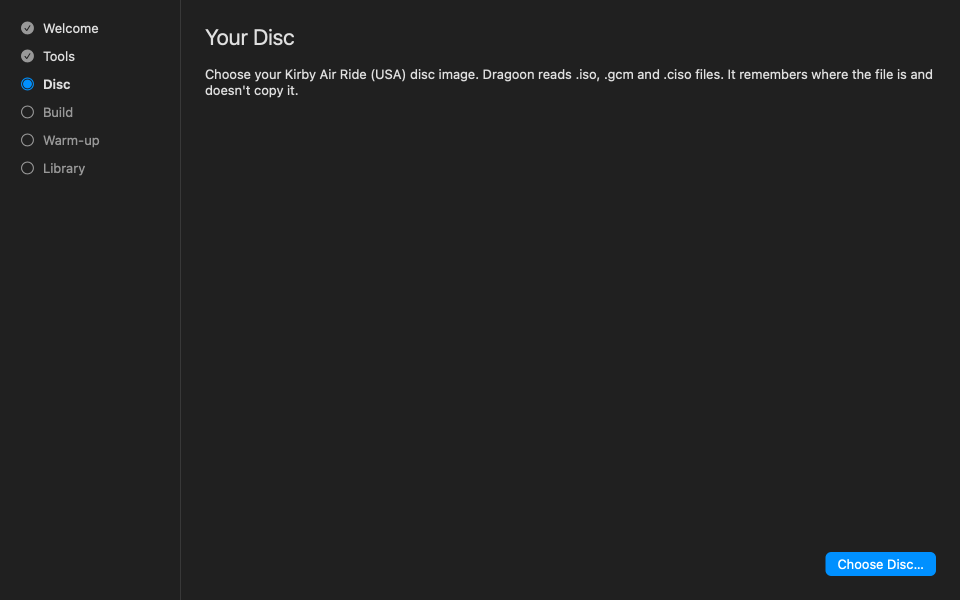 Welcome
Tools
Disc
Build
Warm-up
Library
Your Disc
Choose your Kirby Air Ride (USA) disc image. Dragoon reads .iso, .gcm and .ciso files. It remembers where the file is and
doesn't copy it.
Choose Disc...